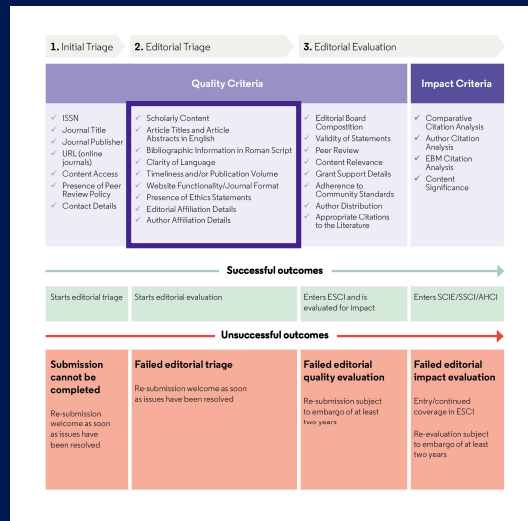 1. Initial Triage
2. Editorial Triage
3. Editorial Evaluation
Quality Criteria
Impact Criteria
✓ ISSN
✓ Journal Title
✓ Journal Publisher
✓ URL (online
journals)
✓ Content Access
✓ Presence of Peer
Review Policy
✓ Contact Details
✓ Scholarly Content
✓ Article Titles and Article
Abstracts in English
✓ Bibliographic Information in Roman Script
✓ Clarity of Language
✓ Timeliness and/or Publication Volume
✓ Website Functionality/Journal Format
✓ Presence of Ethics Statements
✓ Editorial Affiliation Details
✓ Author Affiliation Details
✓ Editorial Board
Compostition
✓ Validity of Statements
✓ Peer Review
✓ Content Relevance
✓ Grant Support Details
✓ Adherence to
Community Standards
✓ Author Distribution
✓ Appropriate Citations
to the Literature
✓ Comparative
Citation Analysis
✓ Author Citation
Analysis
✓ EBM Citation
Analysis
✓ Content
Significance
Successful outcomes
Starts editorial triage
Starts editorial evaluation
Enters ESCI and is
evaluated for impact
Enters SCIE/SSCI/AHCI
Unsuccessful outcomes
Submission
cannot be
completed
Re-submission
welcome as soon
as issues have
been resolved
Failed editorial triage
Re-submission welcome as soon
as issues have been resolved
Failed editorial
quality evaluation
Re-submission subject
to embargo of at least
two years
Failed editorial
impact evaluation
Entry/continued
coverage in ESCI
Re-evaluation subject
to embargo of at least
two years